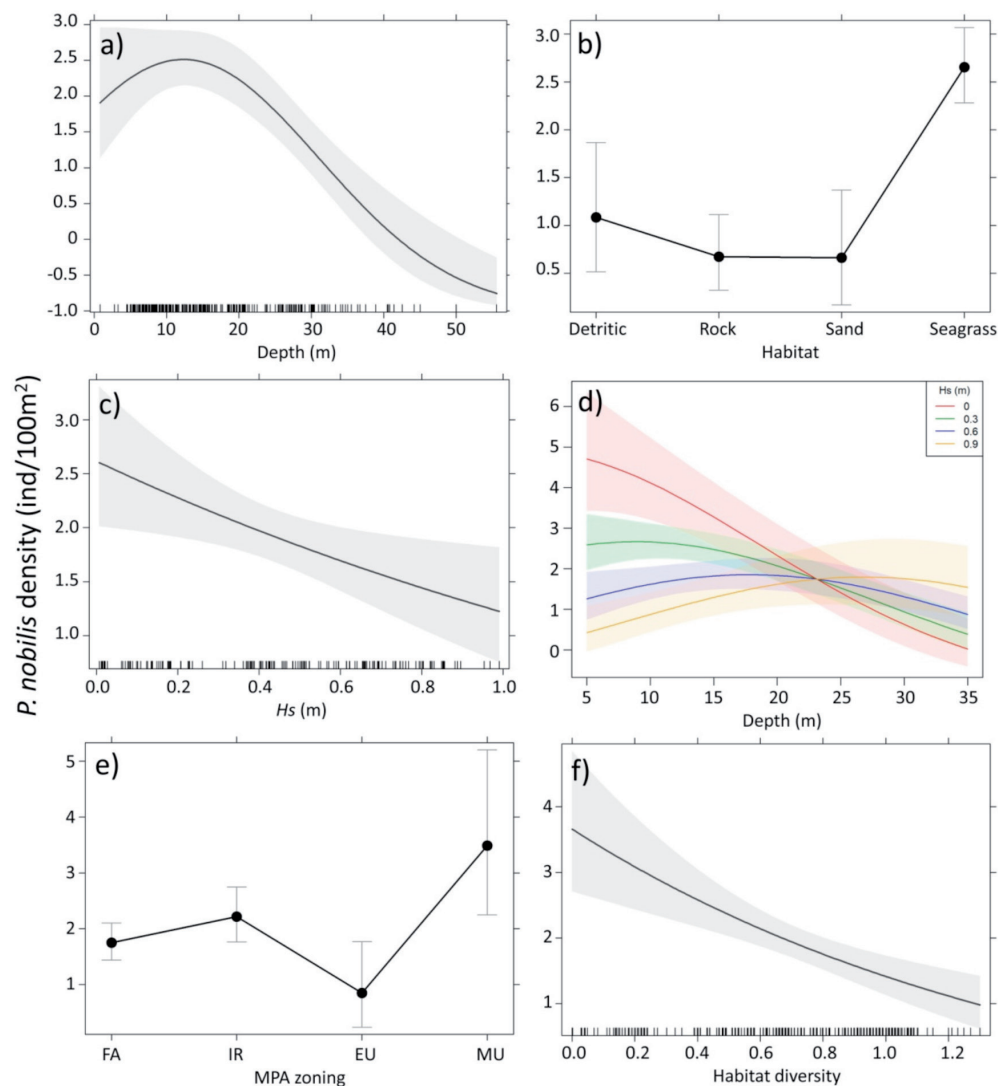 P. nobilis density (ind/100m²)
a)
3.0
2.5
2.0
1.5
1.0
0.5
0
-0.5
-1.0
0 10 20 30 40 50
Depth (m)
b)
3.0
2.5
2.0
1.5
1.0
0.5
Detritic Rock Sand Seagrass
Habitat
c)
3.0
2.5
2.0
1.5
1.0
0.0 0.2 0.4 0.6 0.8 1.0
Hs (m)
d)
Hs (m)
0
0.3
0.6
0.9
6
5
4
3
2
1
0
5 10 15 20 25 30 35
Depth (m)
e)
5
4
3
2
1
FA IR EU MU
MPA zoning
f)
4
3
2
1
0.0 0.2 0.4 0.6 0.8 1.0 1.2
Habitat diversity